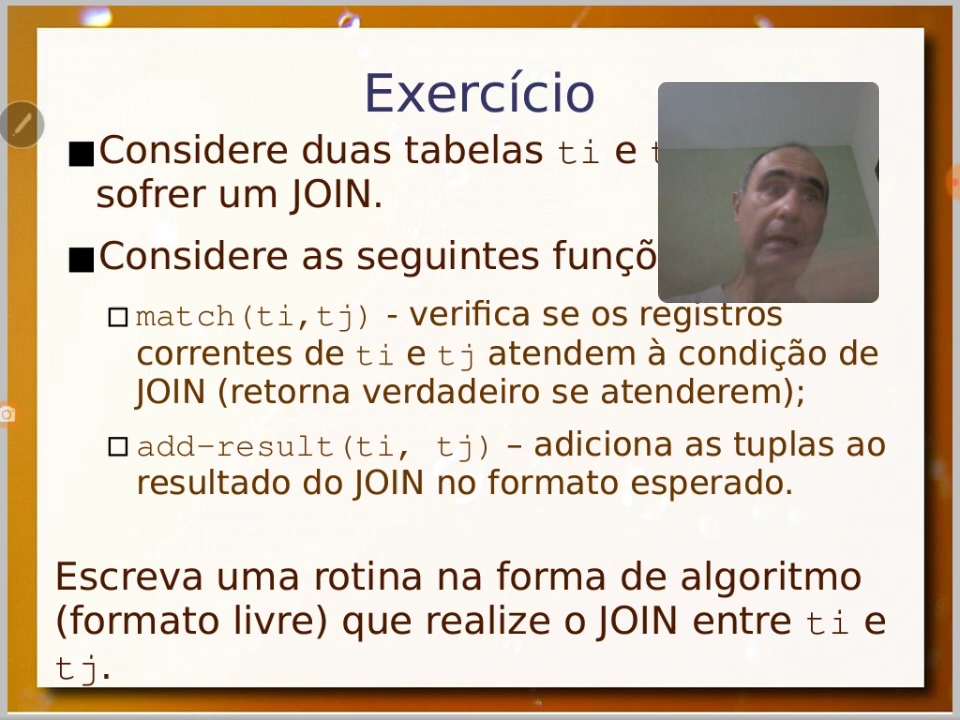 Exercício
Considere duas tabelas ti e
sofrer um JOIN.
Considere as seguintes
match(ti,tj) - verifica se os registros
correntes de ti e tj atendem à condição de
JOIN (retorna verdadeiro se atenderem);
add-result(ti, tj) – adiciona as tuplas ao
resultado do JOIN no formato esperado.
Escreva uma rotina na forma de algoritmo
(formato livre) que realize o JOIN entre ti e
tj.